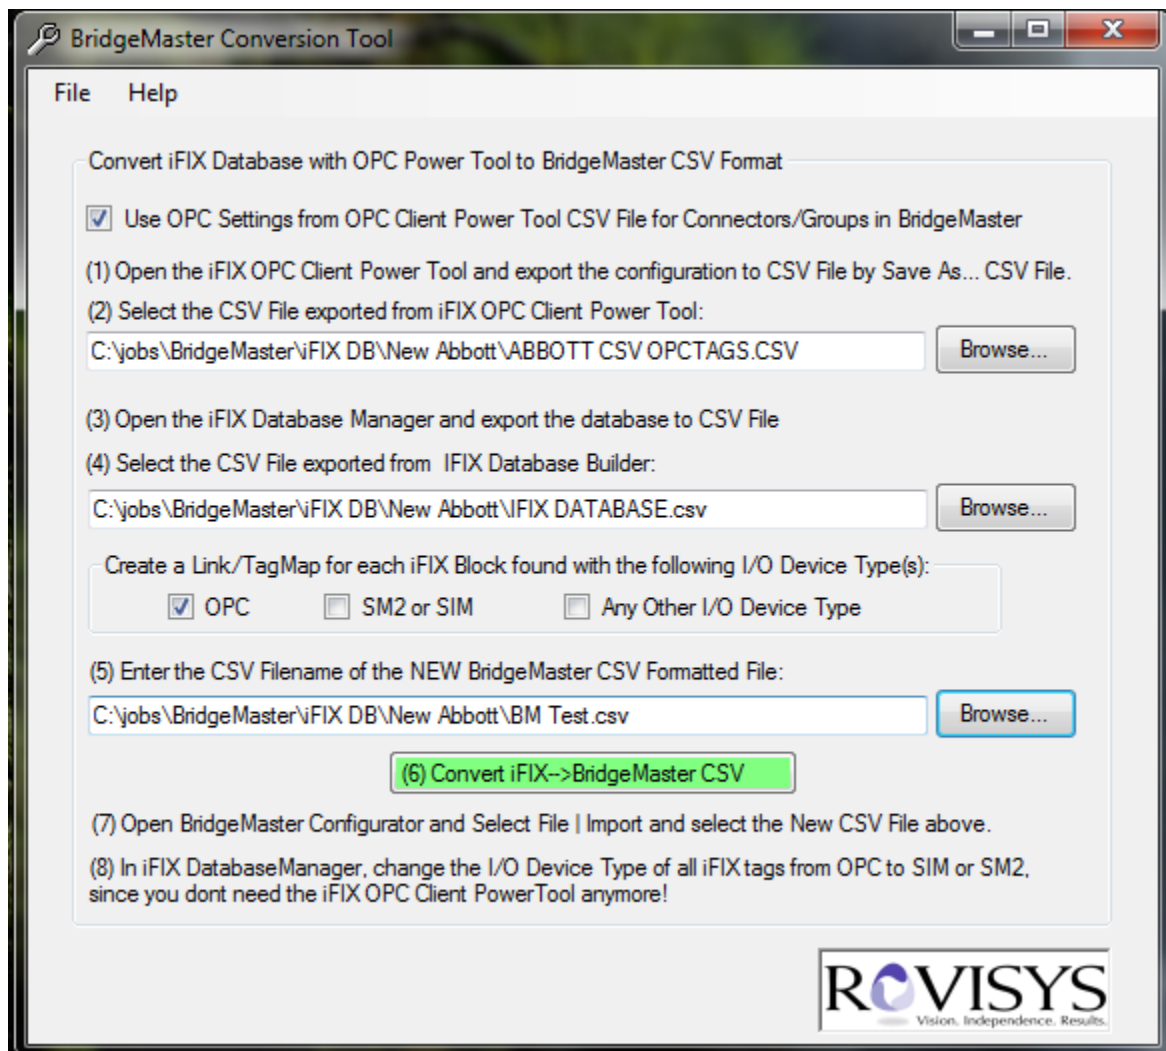 BridgeMaster Conversion Tool
File Help
Convert iFIX Database with OPC Power Tool to BridgeMaster CSV Format
Use OPC Settings from OPC Client Power Tool CSV File for Connectors/Groups in BridgeMaster
(1) Open the iFIX OPC Client Power Tool and export the configuration to CSV File by Save As... CSV File.
(2) Select the CSV File exported from iFIX OPC Client Power Tool:
C:\jobs\BridgeMaster\iFIX DB\New Abbott\ABBOTT CSV OPCTAGS.CSV
Browse...
(3) Open the iFIX Database Manager and export the database to CSV File
(4) Select the CSV File exported from IFIX Database Builder:
C:\jobs\BridgeMaster\iFIX DB\New Abbott\IFIX DATABASE.csv
Browse...
Create a Link/TagMap for each iFIX Block found with the following I/O Device Type(s):
OPC SM2 or SIM Any Other I/O Device Type
(5) Enter the CSV Filename of the NEW BridgeMaster CSV Formatted File:
C:\jobs\BridgeMaster\iFIX DB\New Abbott\BM Test.csv
Browse...
(6) Convert iFIX-->BridgeMaster CSV
(7) Open BridgeMaster Configurator and Select File | Import and select the New CSV File above.
(8) In iFIX DatabaseManager, change the I/O Device Type of all iFIX tags from OPC to SIM or SM2,
since you dont need the iFIX OPC Client PowerTool anymore!
ROVISYS
Vision. Independence. Results.